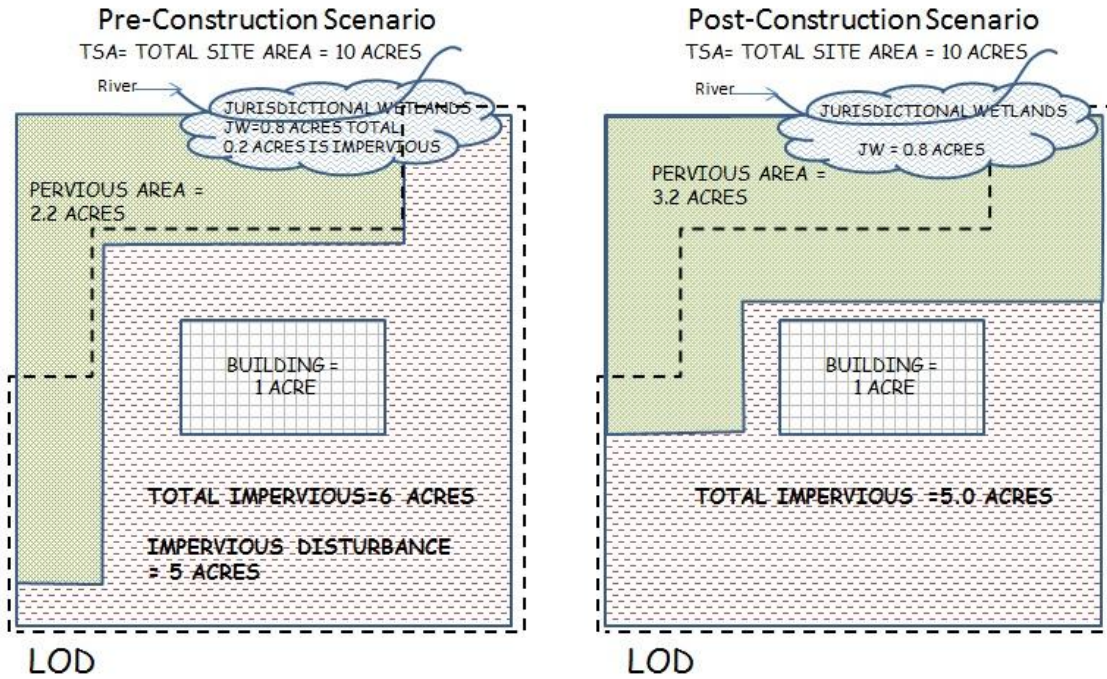 Pre-Construction Scenario
TSA= TOTAL SITE AREA = 10 ACRES
River
JURISDICTIONAL WETLANDS
JW=0.8 ACRES TOTAL
0.2 ACRES IS IMPERVIOUS
PERVIOUS AREA =
2.2 ACRES
BUILDING =
1 ACRE
TOTAL IMPERVIOUS=6 ACRES
IMPERVIOUS DISTURBANCE
= 5 ACRES
LOD
Post-Construction Scenario
TSA= TOTAL SITE AREA = 10 ACRES
River
JURISDICTIONAL WETLANDS
JW = 0.8 ACRES
PERVIOUS AREA =
3.2 ACRES
BUILDING =
1 ACRE
TOTAL IMPERVIOUS =5.0 ACRES
LOD